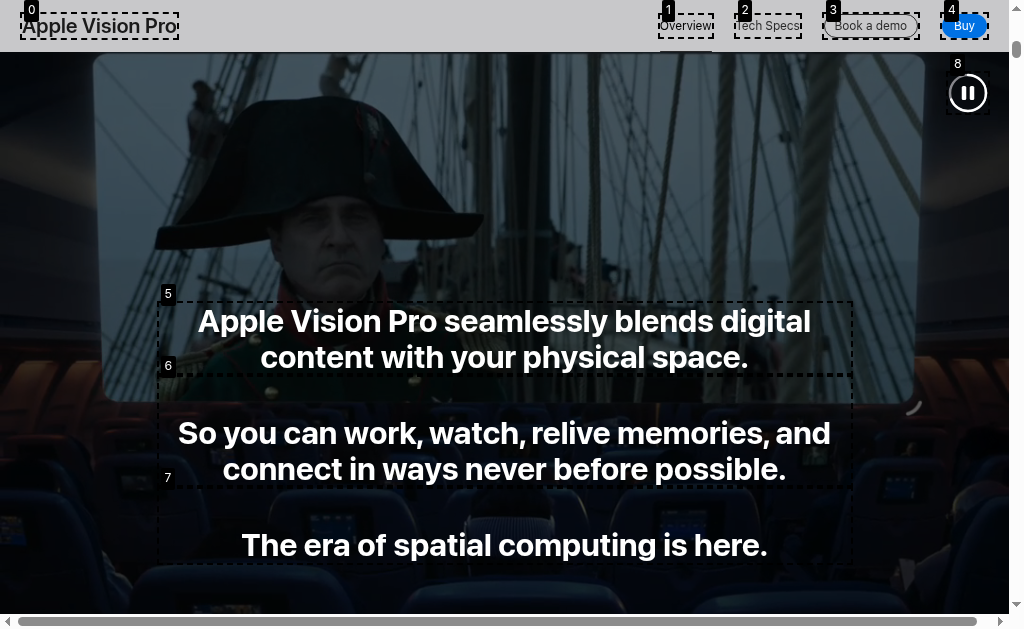 0
Apple Vision Pro
1
Overview
2
Tech Specs
3
Book a demo
4
Buy
8
5
Apple Vision Pro seamlessly blends digital
content with your physical space.
6
So you can work, watch, relive memories, and
connect in ways never before possible.
7
The era of spatial computing is here.